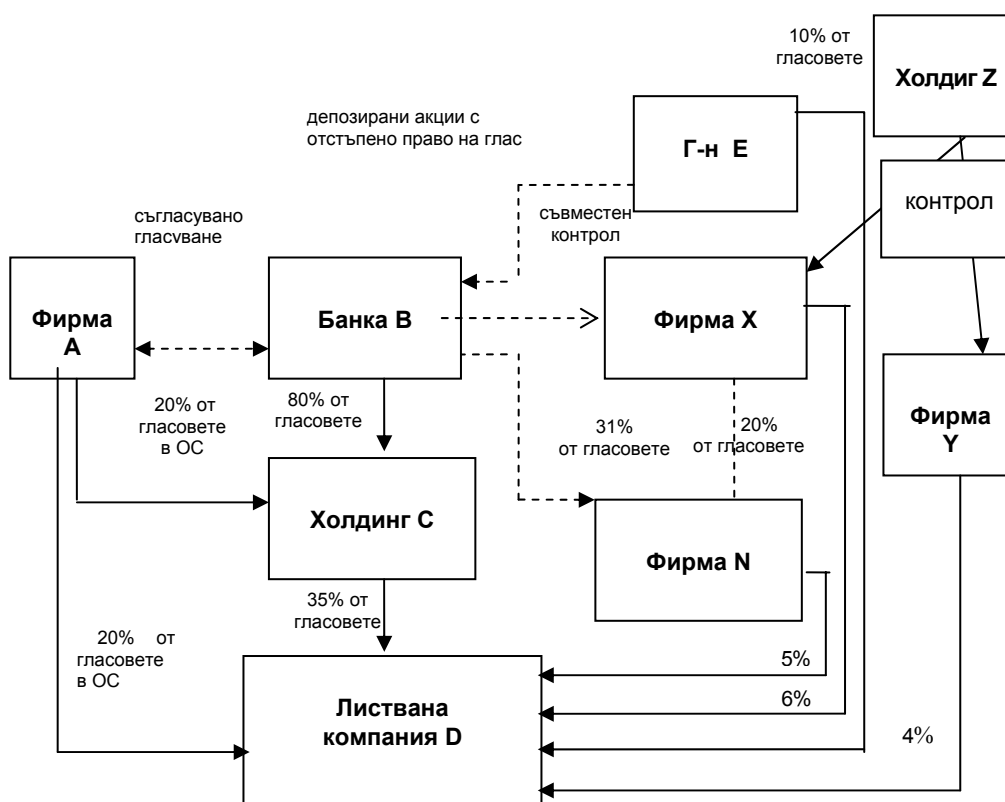 10% от
гласовете
Холдиг Z
депозирани акции с
отстъпено право на глас
Г-н Е
контрол
съгласувано
гласуване
съвместен
контрол
Фирма
А
Банка В
Фирма X
Фирма
Y
20% от
гласовете
в ОС
80% от
гласовете
31%
от гласовете
20%
от гласовете
Холдинг С
Фирма N
35% от
гласовете
20% от
гласовете
в ОС
5%
6%
4%
Листвана
компания D